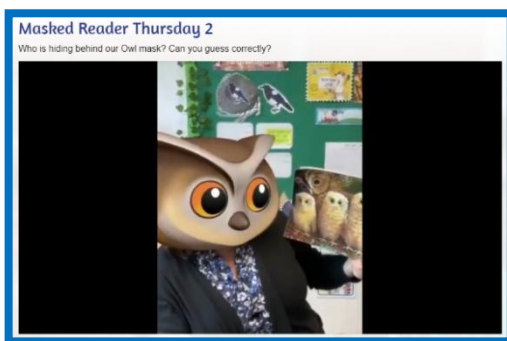 Masked Reader Thursday 2
Who is hiding behind our Owl mask? Can you guess correctly?